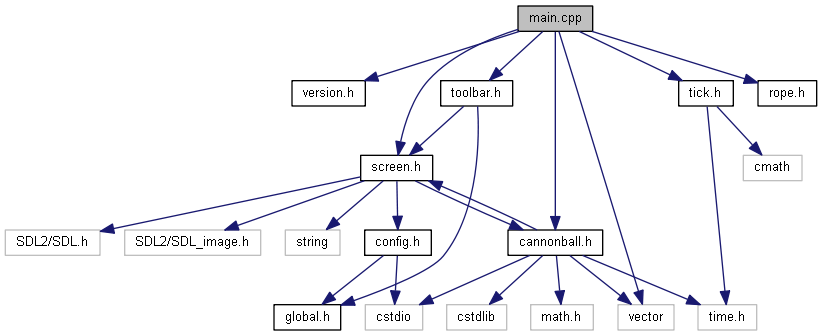 main.cpp
version.h
toolbar.h
tick.h
rope.h
screen.h
cmath
SDL2/SDL.h
SDL2/SDL_image.h
string
config.h
cannonball.h
global.h
cstdio
cstdlib
math.h
vector
time.h